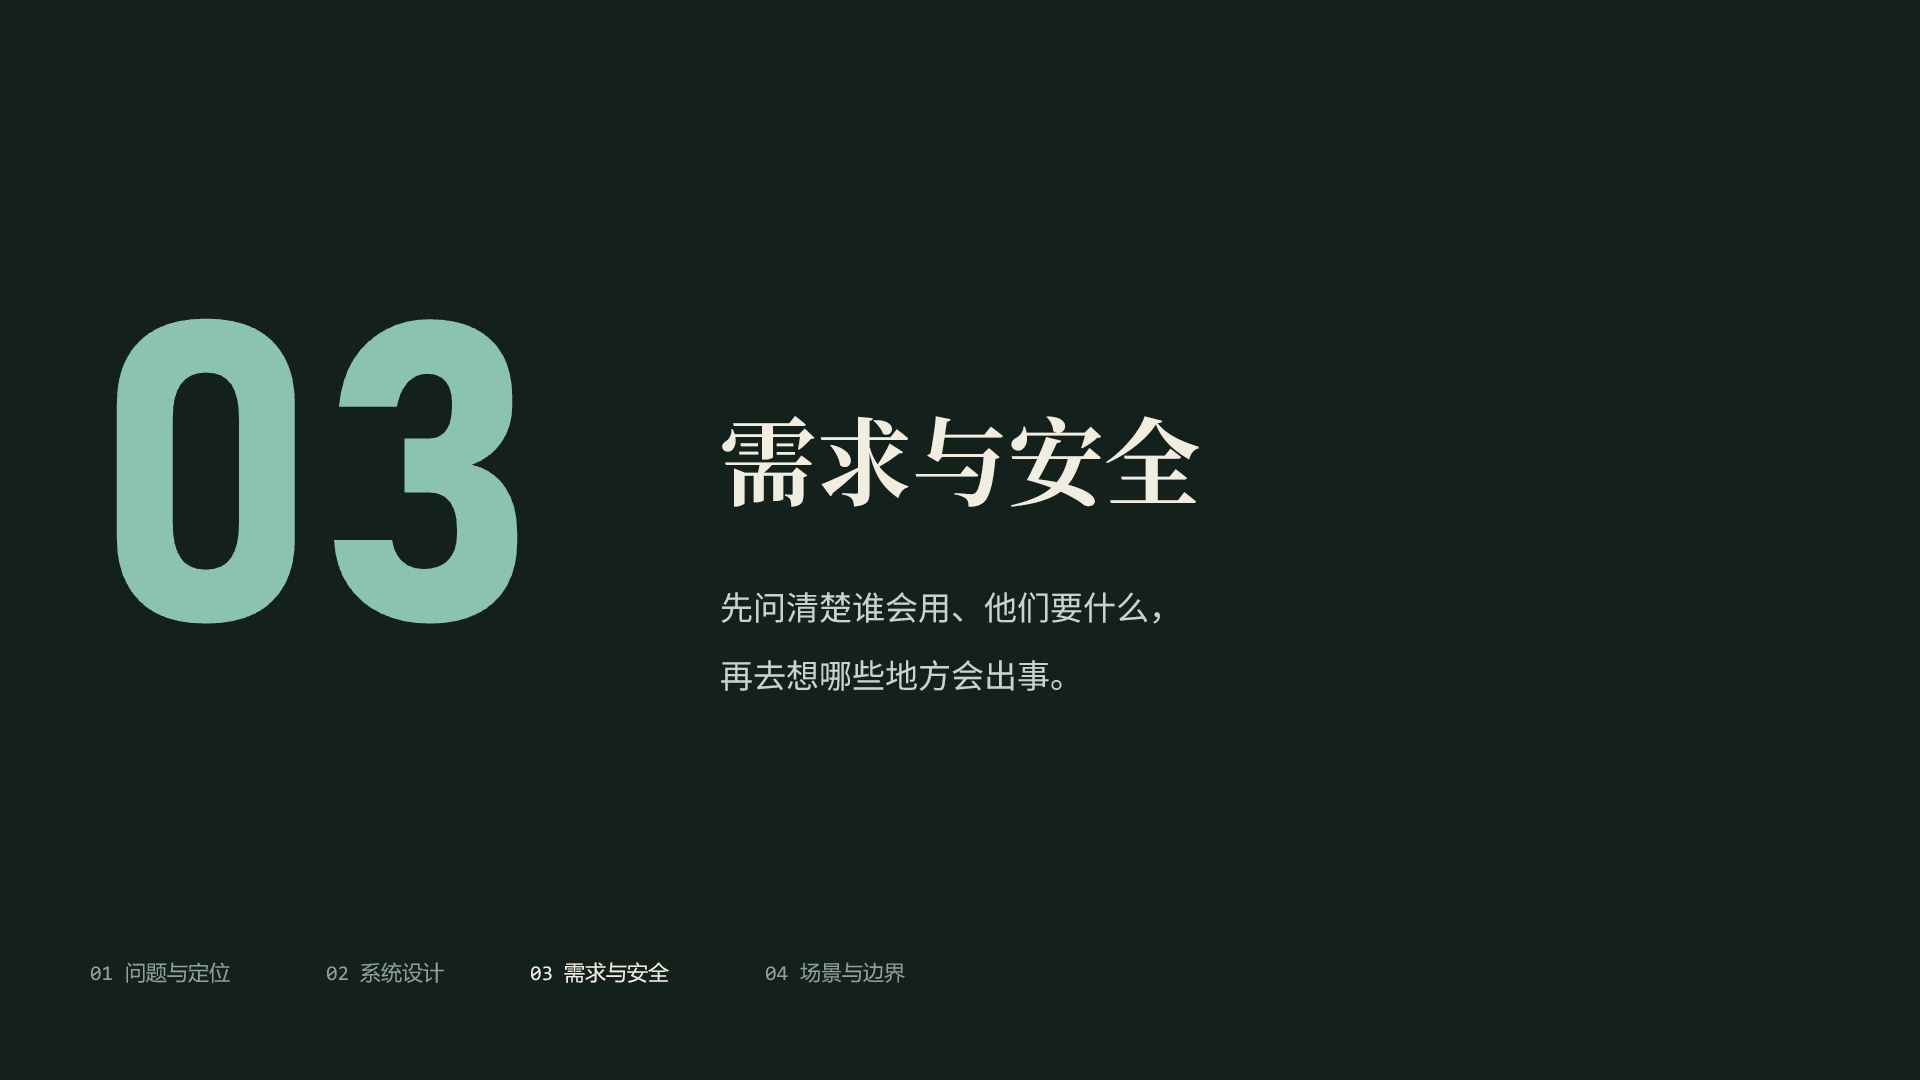 03
需求与安全
先问清楚谁会用、他们要什么，
再去想哪些地方会出事。
01 问题与定位
02 系统设计
03 需求与安全
04 场景与边界